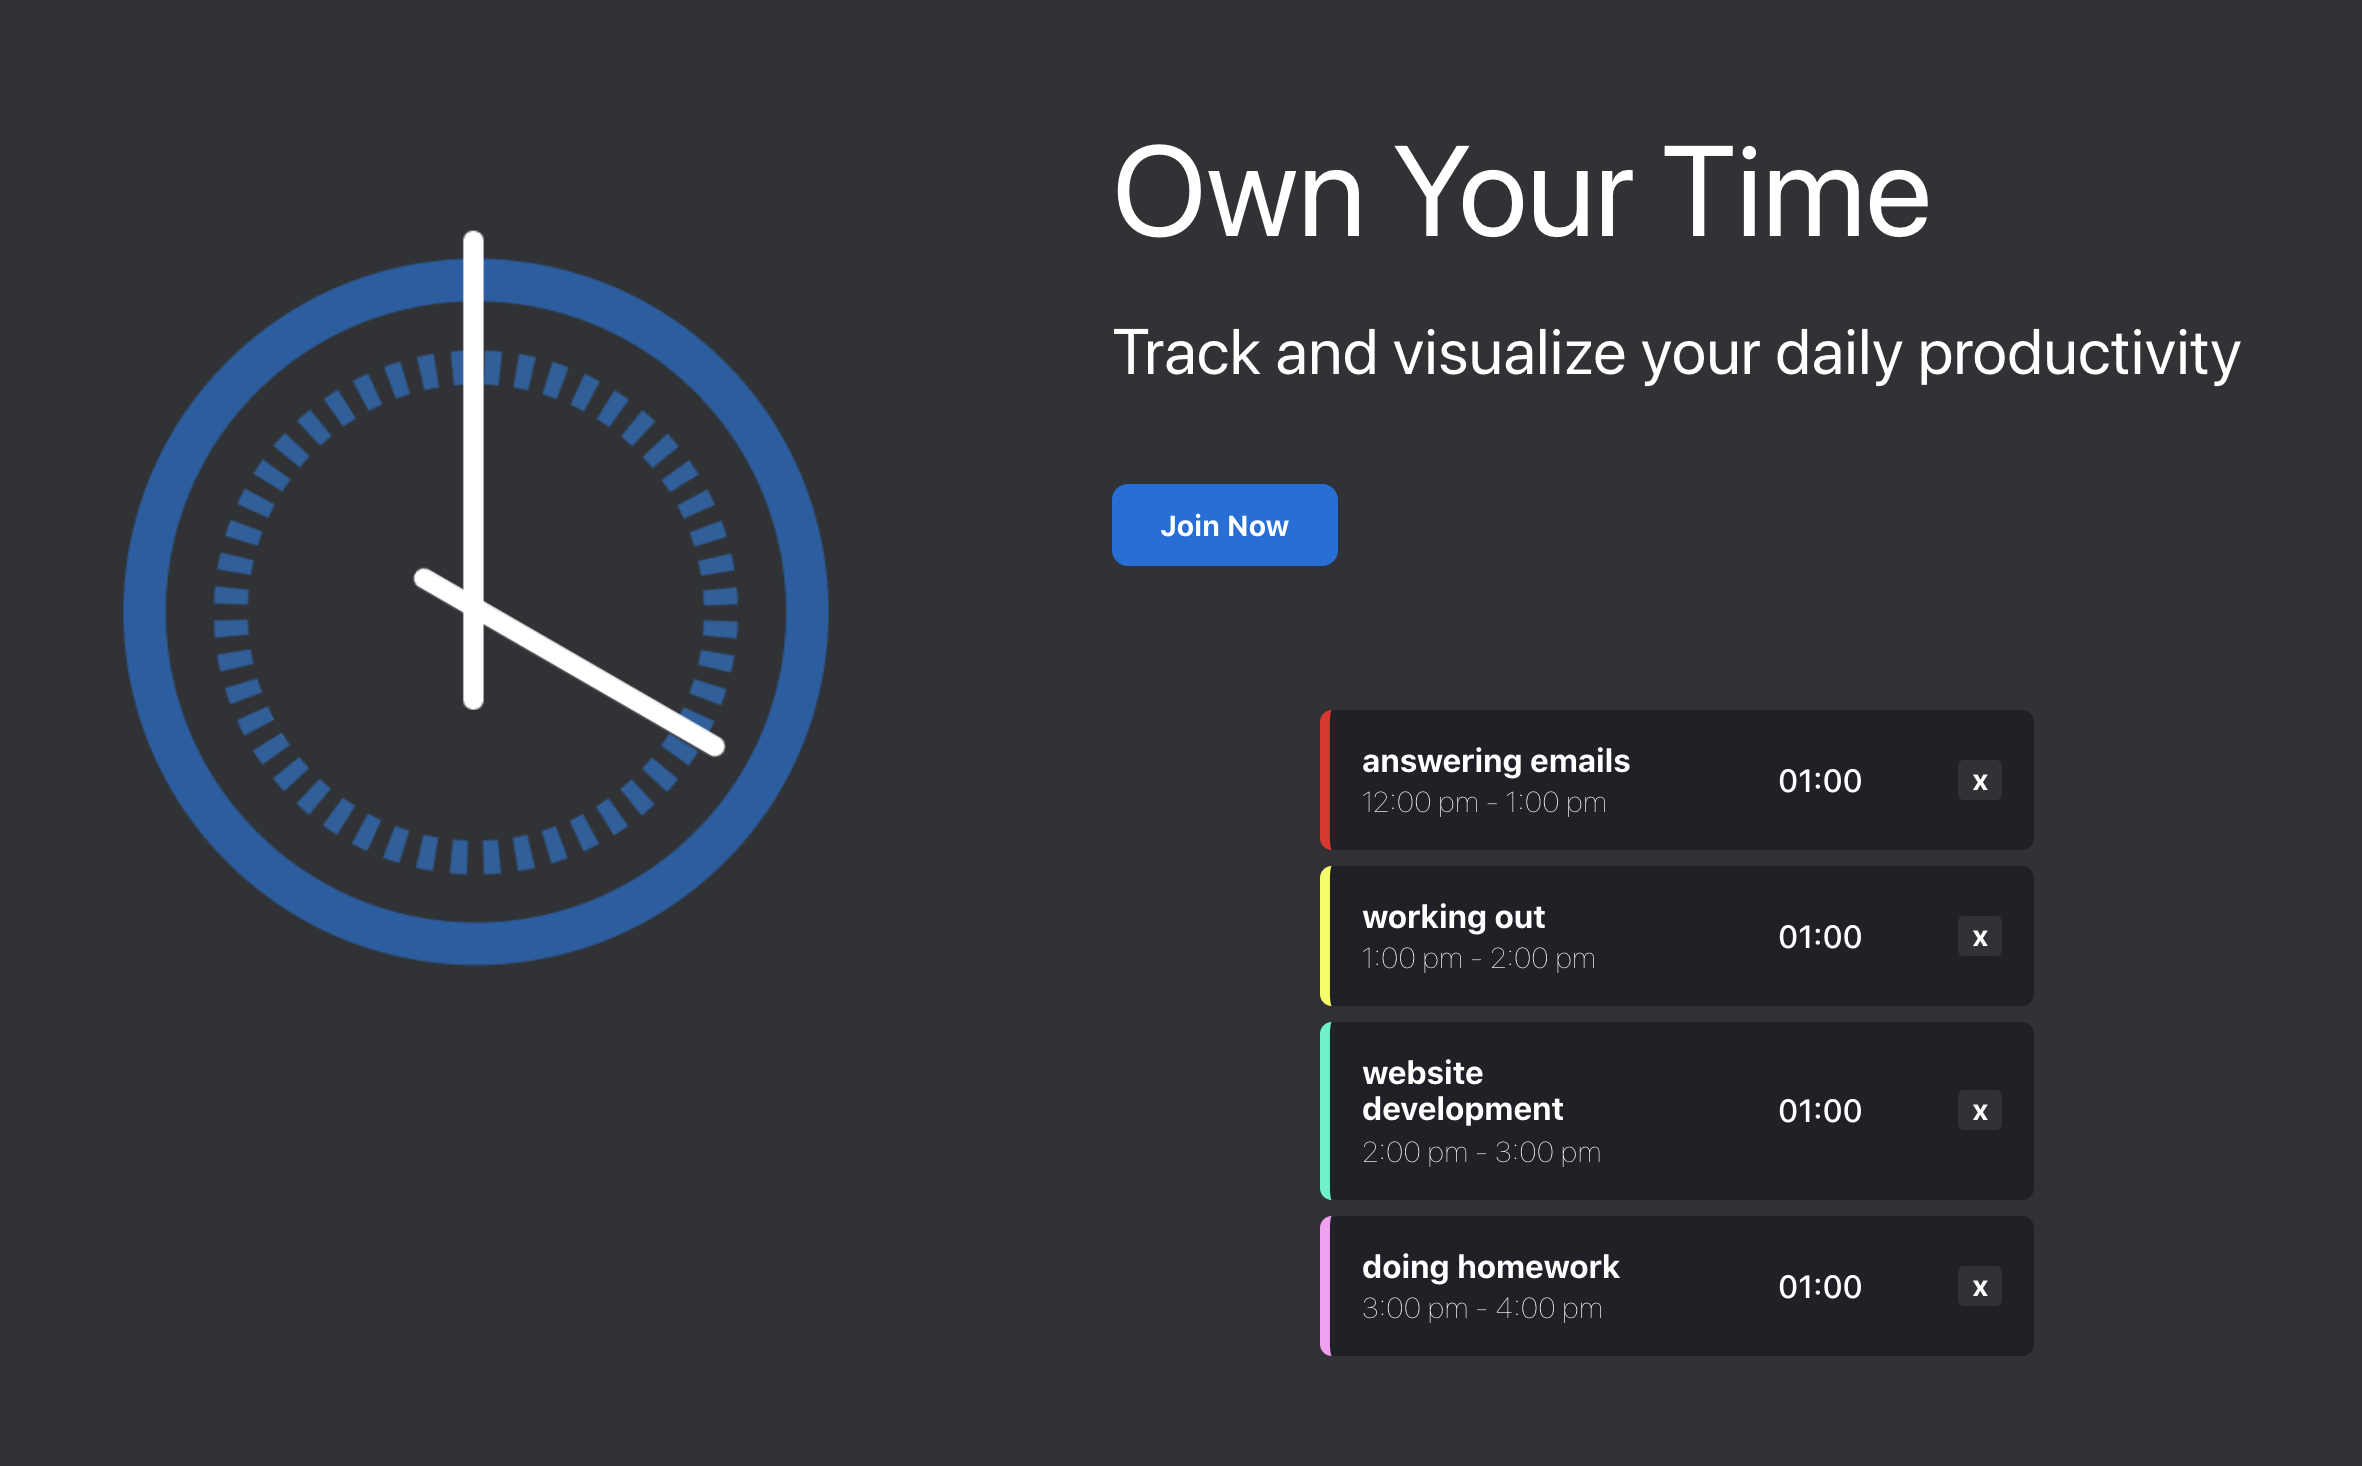 Own Your Time
Track and visualize your daily productivity
Join Now
answering emails
12:00 pm - 1:00 pm
01:00
x
working out
1:00 pm - 2:00 pm
01:00
x
website
development
2:00 pm - 3:00 pm
01:00
x
doing homework
3:00 pm - 4:00 pm
01:00
x